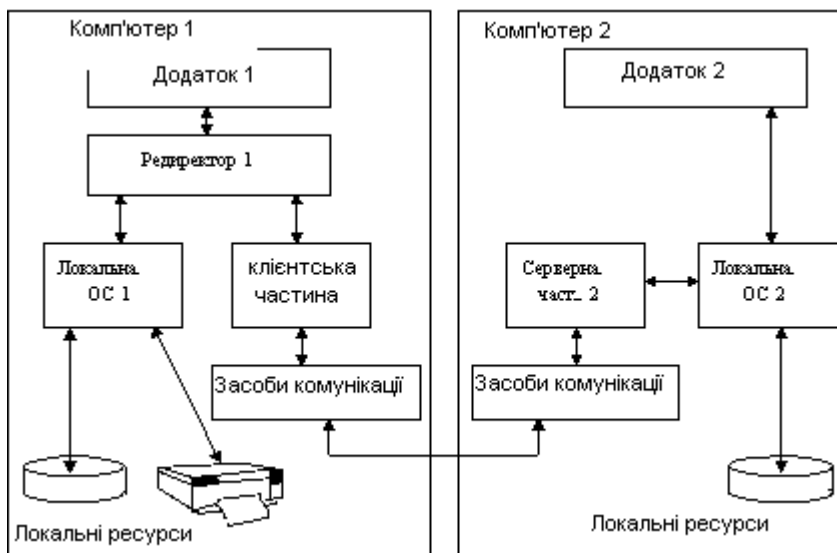 Комп'ютер 1
Додаток 1
Редиректор 1
Локальна
ОС 1
клієнтська
частина
Засоби комунікації
Локальні ресурси
Комп'ютер 2
Додаток 2
Серверна
част. 2
Локальна
ОС 2
Засоби комунікації
Локальні ресурси